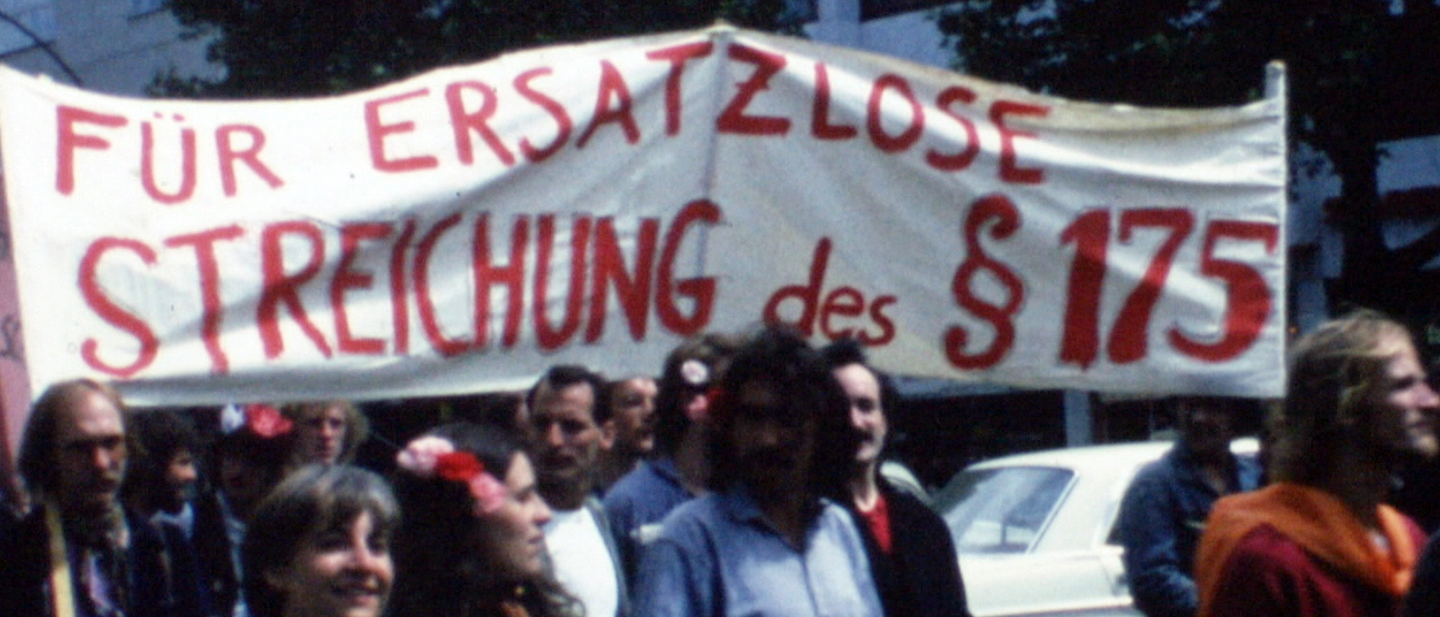 FÜR ERSATZLOSE
STREICHUNG des § 175